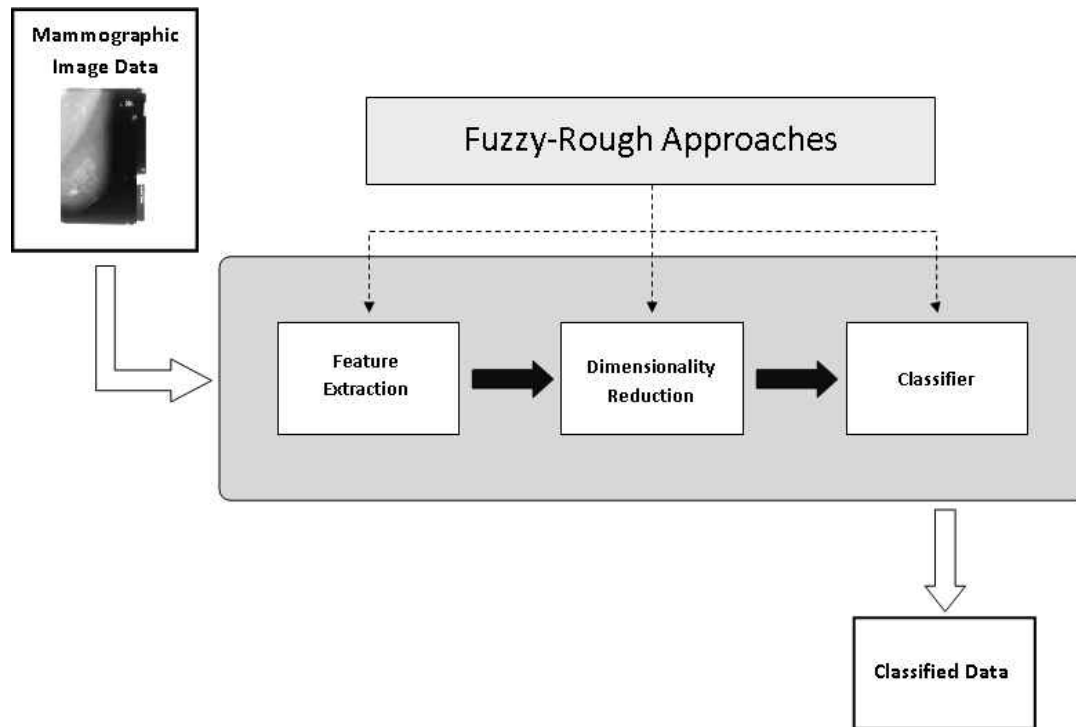 Mammographic
Image Data
Fuzzy-Rough Approaches
Feature
Extraction
Dimensionality
Reduction
Classifier
Classified Data